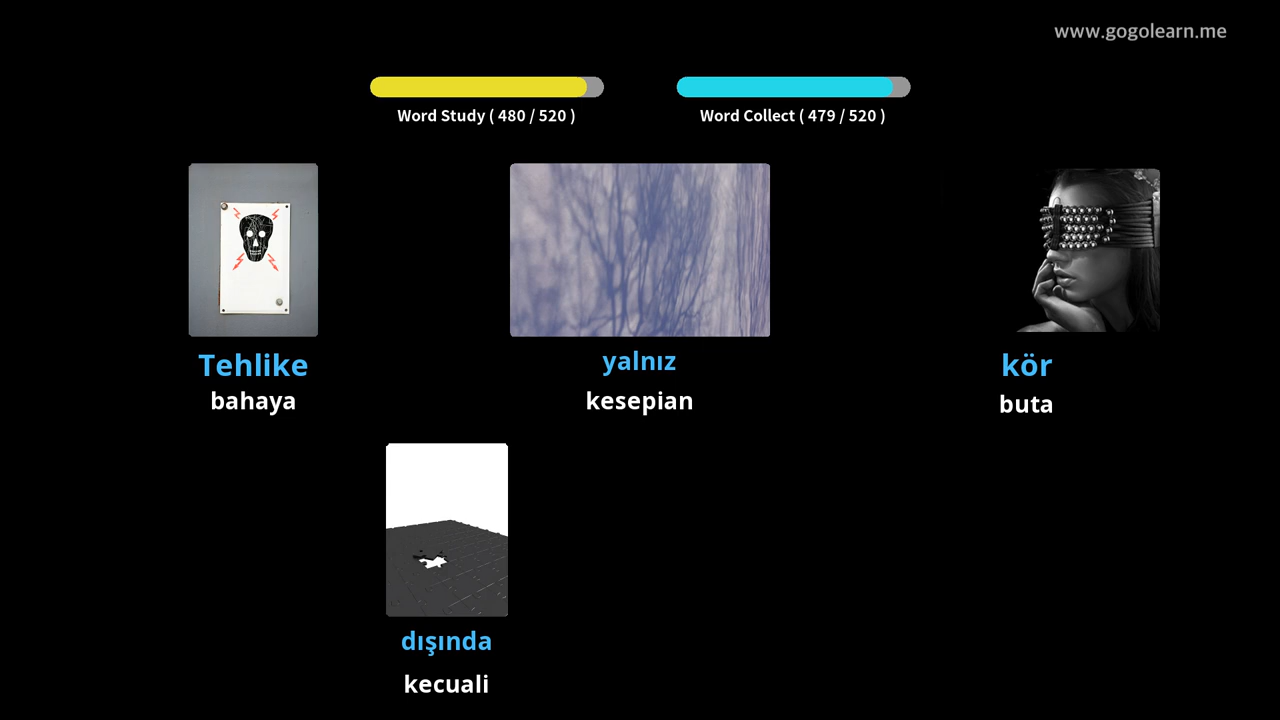 www.gogolearn.me
Word Study ( 480 / 520 )
Word Collect ( 479 / 520 )
Tehlike
bahaya
yalnız
kesepian
kör
buta
dışında
kecuali